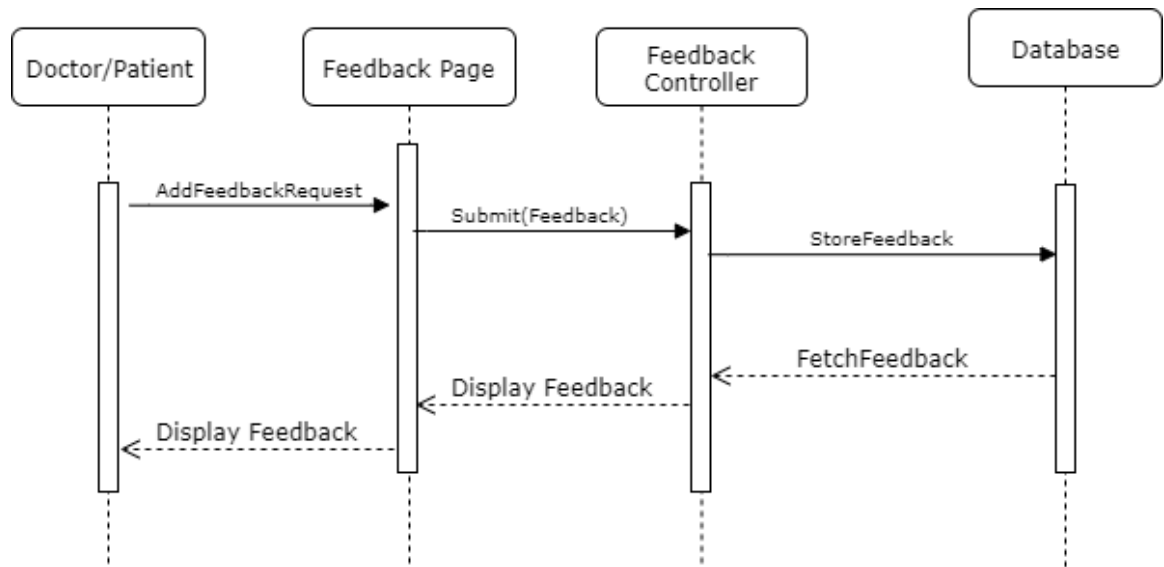 Doctor/Patient
Feedback Page
Feedback
Controller
Database
AddFeedbackRequest
Submit(Feedback)
StoreFeedback
FetchFeedback
Display Feedback
Display Feedback